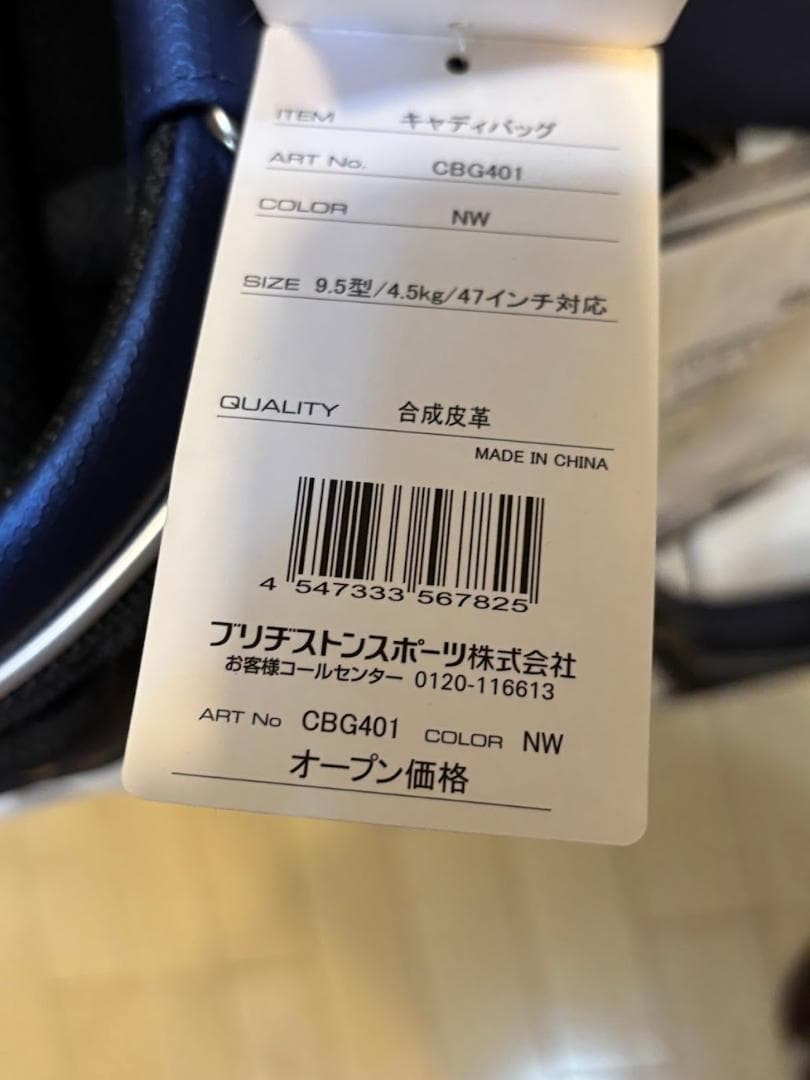 ITEM キャディバッグ
ART No. CBG401
COLOR NW
SIZE 9.5型/4.5kg/47インチ対応
QUALITY 合成皮革
MADE IN CHINA
4 547333 567825
ブリヂストンスポーツ株式会社
お客様コールセンター 0120-116613
ART No CBG401 COLOR NW
オープン価格